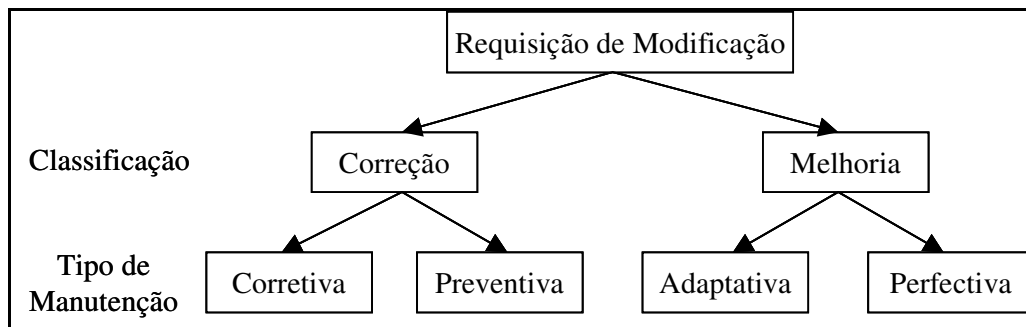 Requisição de Modificação
Classificação
Correção
Melhoria
Tipo de
Manutenção
Corretiva
Preventiva
Adaptativa
Perfectiva